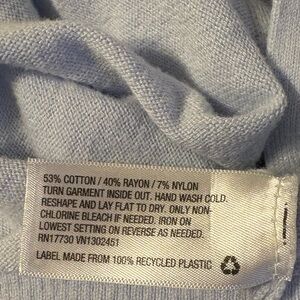 53% COTTON / 40% RAYON / 7% NYLON
TURN GARMENT INSIDE OUT. HAND WASH COLD.
RESHAPE AND LAY FLAT TO DRY. ONLY NON-
CHLORINE BLEACH IF NEEDED. IRON ON
LOWEST SETTING ON REVERSE AS NEEDED.
RN17730 VN1302451
LABEL MADE FROM 100% RECYCLED PLASTIC